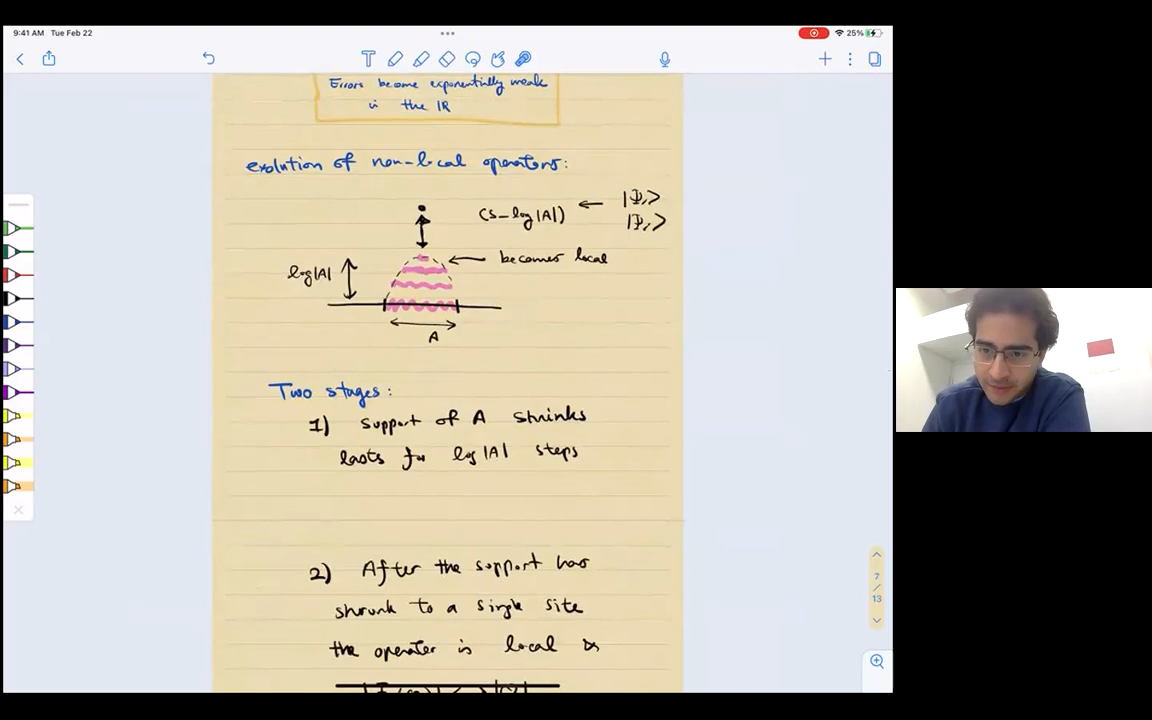 9:41 AM Tue Feb 22
25%
Errors become exponentially weak
in the IR
evolution of non-local operators:
(s-log|A|)
becomes local
log|A|
A
Two stages:
1) Support of A shrinks
lasts for log|A| steps
2) After the support has
shrunk to a single site
the operator is local &
7
/
13